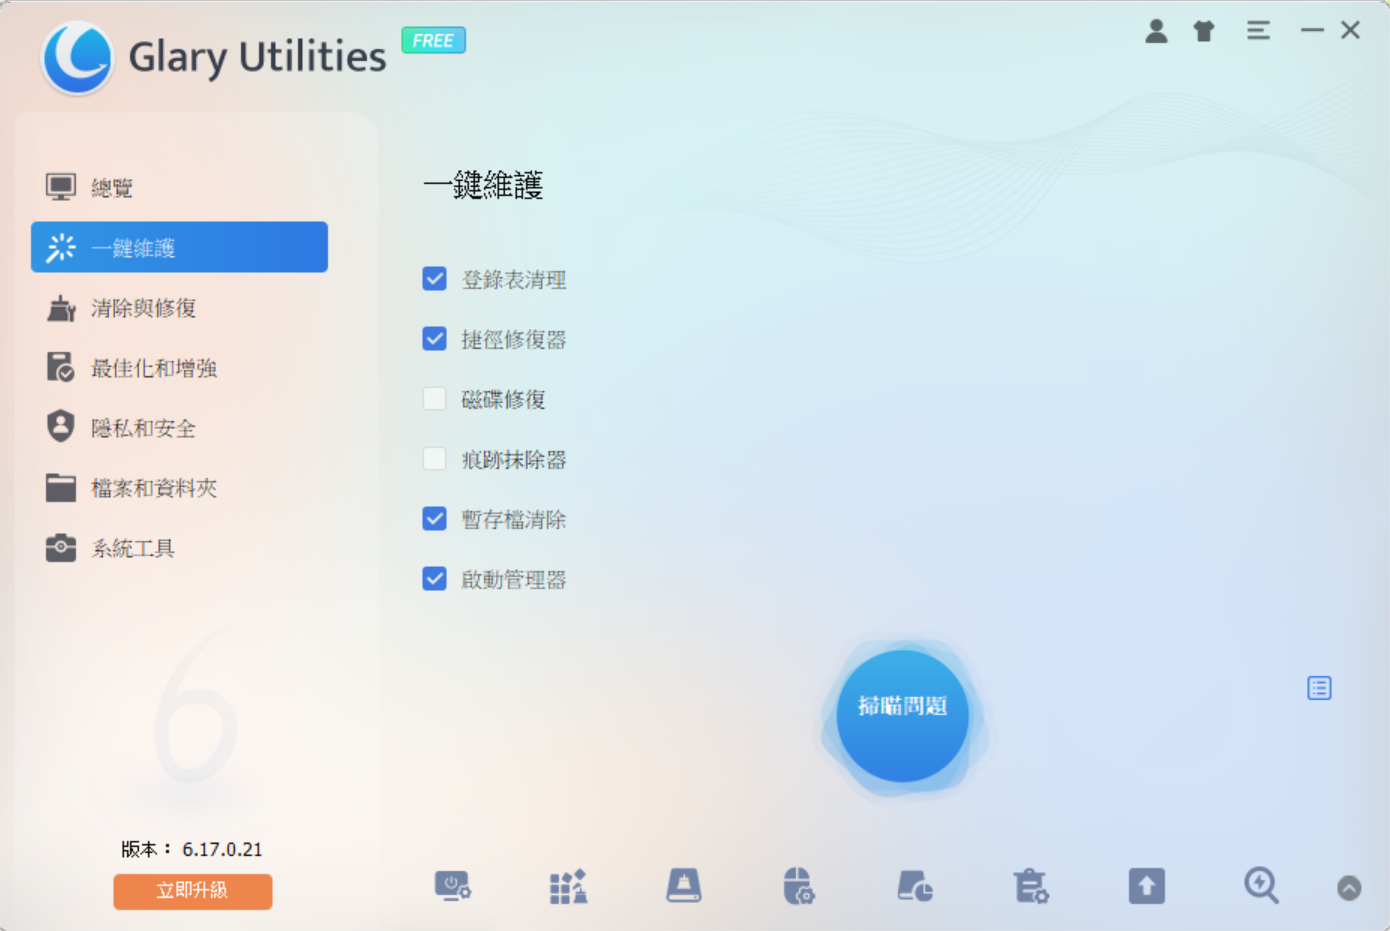 Glary Utilities FREE
總覽
一鍵維護
清除與修復
最佳化和增強
隱私和安全
檔案和資料夾
系統工具
6
版本： 6.17.0.21
立即升級
一鍵維護
登錄表清理
捷徑修復器
磁碟修復
痕跡抹除器
暫存檔清除
啟動管理器
掃瞄問題